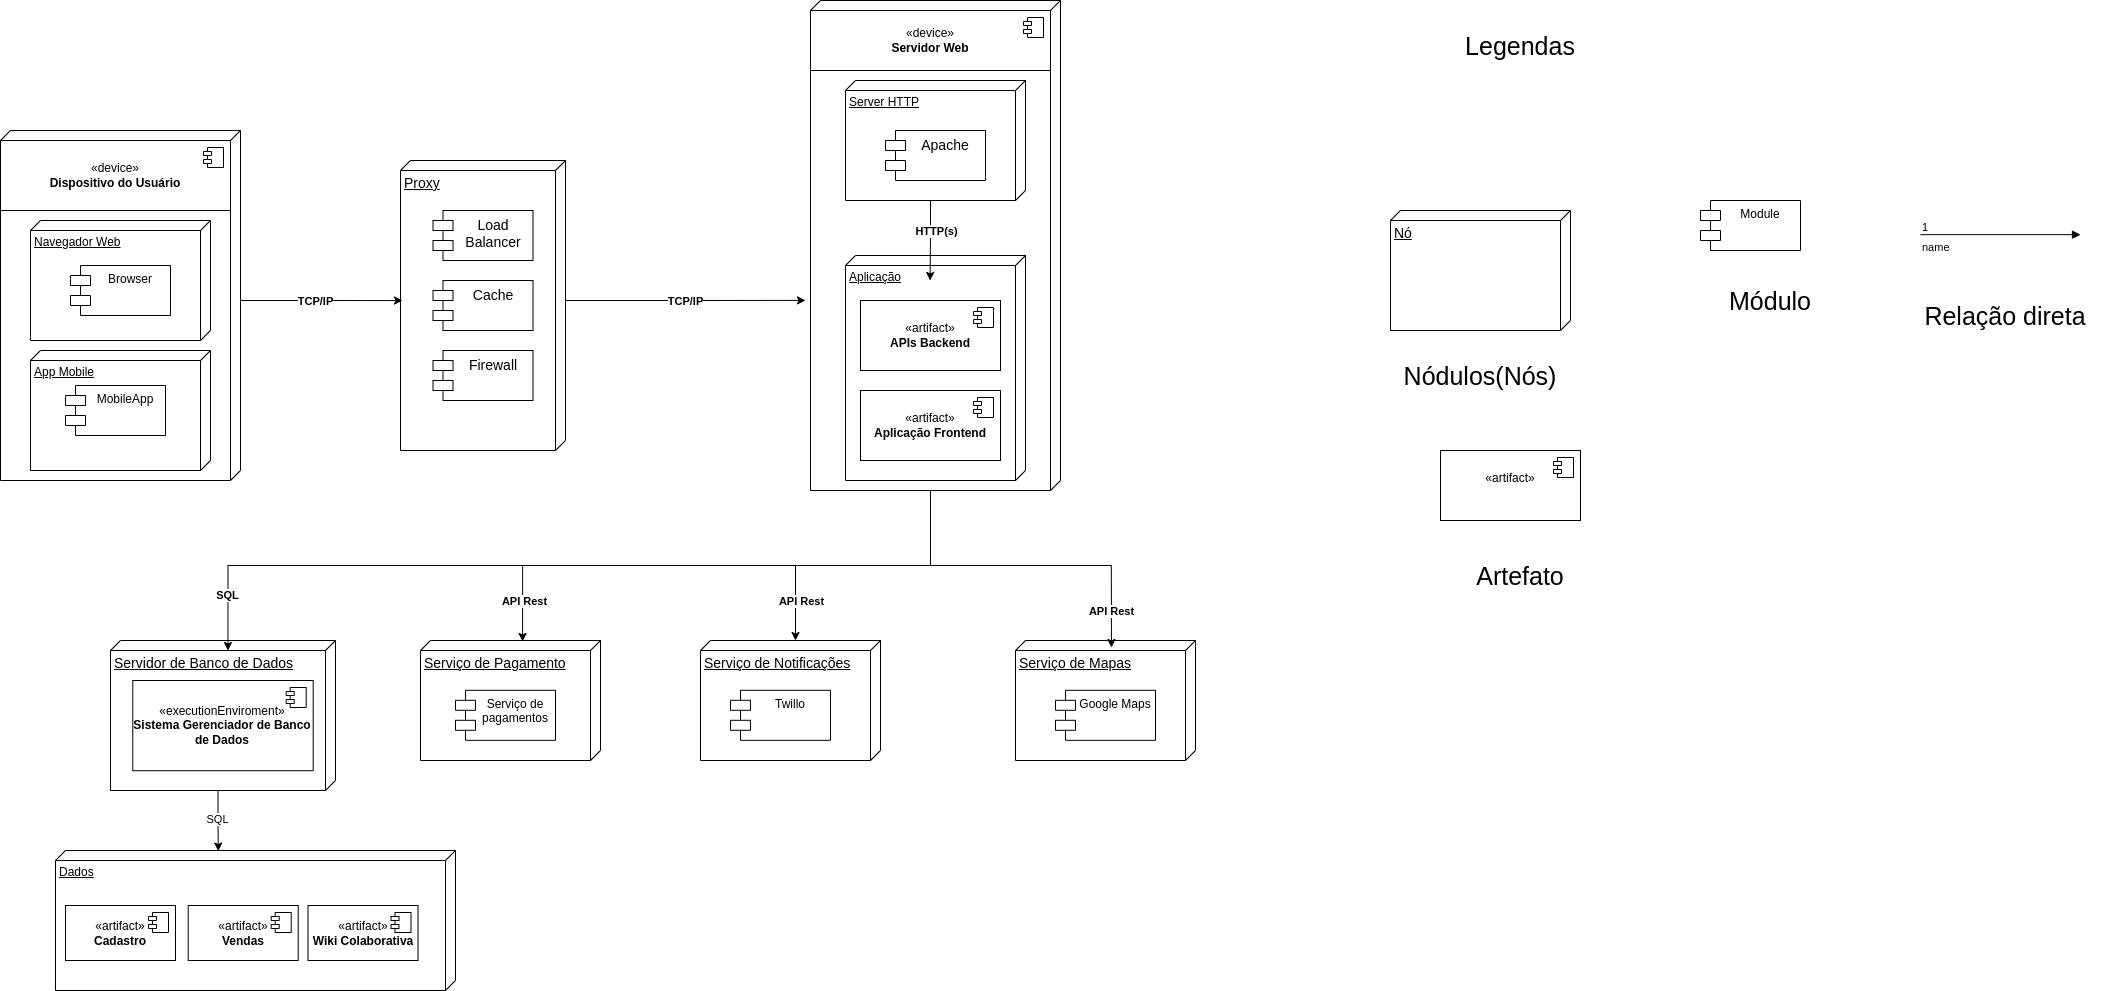 «device»
Dispositivo do Usuário
Navegador Web
Browser
App Mobile
MobileApp
TCP/IP
Proxy
Load
Balancer
Cache
Firewall
TCP/IP
«device»
Servidor Web
Server HTTP
Apache
HTTP(s)
Aplicação
«artifact»
APIs Backend
«artifact»
Aplicação Frontend
SQL
API Rest
API Rest
API Rest
Servidor de Banco de Dados
«executionEnviroment»
Sistema Gerenciador de Banco
de Dados
Serviço de Pagamento
Serviço de
pagamentos
Serviço de Notificações
Twillo
Serviço de Mapas
Google Maps
SQL
Dados
«artifact»
Cadastro
«artifact»
Vendas
«artifact»
Wiki Colaborativa
Legendas
Nó
Nódulos(Nós)
Module
Módulo
1
name
Relação direta
«artifact»
Artefato